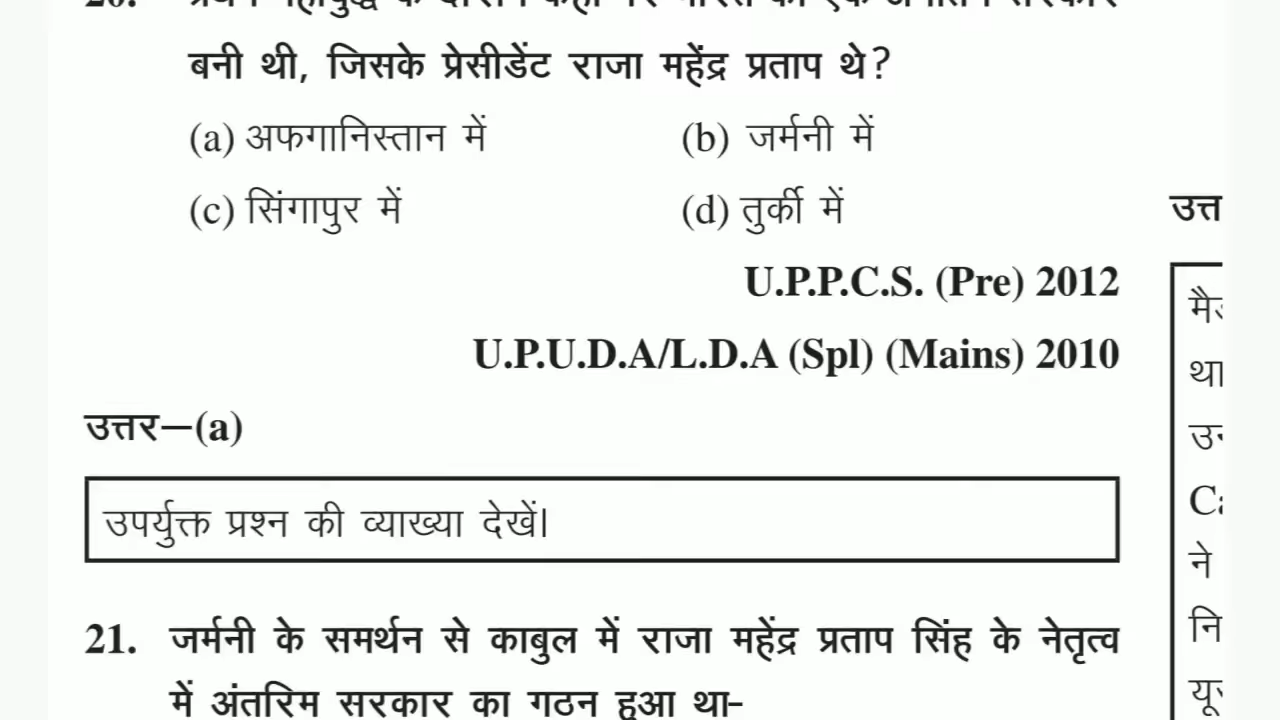 बनी थी, जिसके प्रेसीडेंट राजा महेंद्र प्रताप थे?
(a) अफगानिस्तान में (b) जर्मनी में
(c) सिंगापुर में (d) तुर्की में
U.P.P.C.S. (Pre) 2012
U.P.U.D.A/L.D.A (Spl) (Mains) 2010
उत्तर—(a)
उपर्युक्त प्रश्न की व्याख्या देखें।
21. जर्मनी के समर्थन से काबुल में राजा महेंद्र प्रताप सिंह के नेतृत्व
में अंतरिम सरकार का गठन हुआ था–
उत्त
था
ने
नि